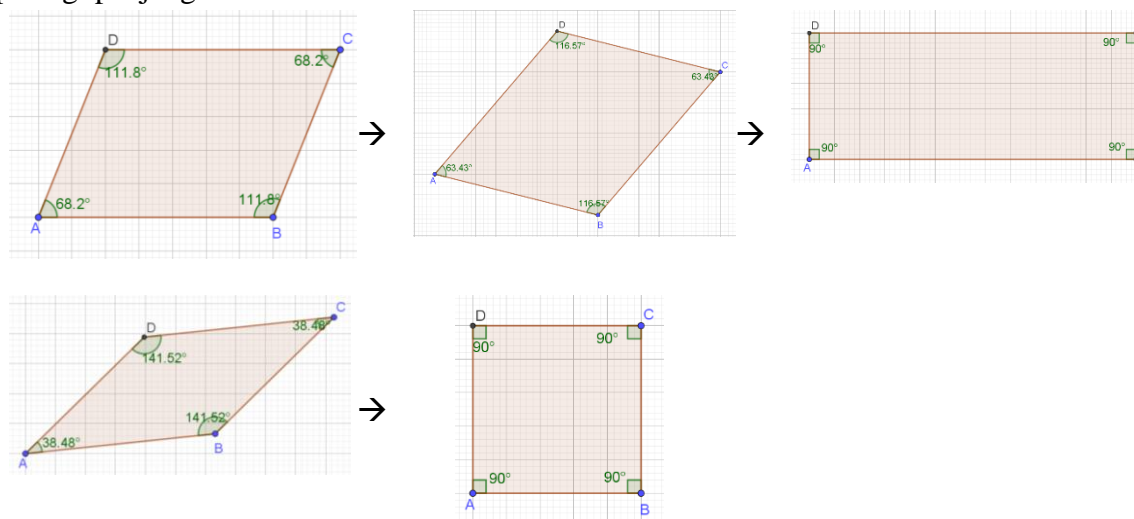 D C
111.8° 68.2°
68.2° 111.8°
A B
→
D
116.57° C
63.43°
63.43°
A 116.57°
B
→
D
90° 90°
90° 90°
A
C
D 38.48°
141.52°
141.52°
38.48° B
A
→
D C
90° 90°
90° 90°
A B